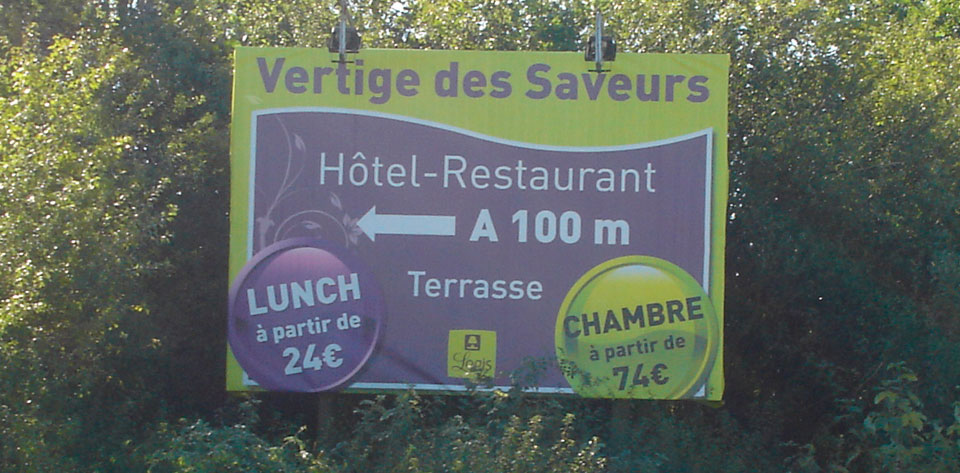 Vertige des Saveurs
Hôtel-Restaurant
A 100 m
Terrasse
LUNCH
à partir de
24€
CHAMBRE
à partir de
74€
Logis